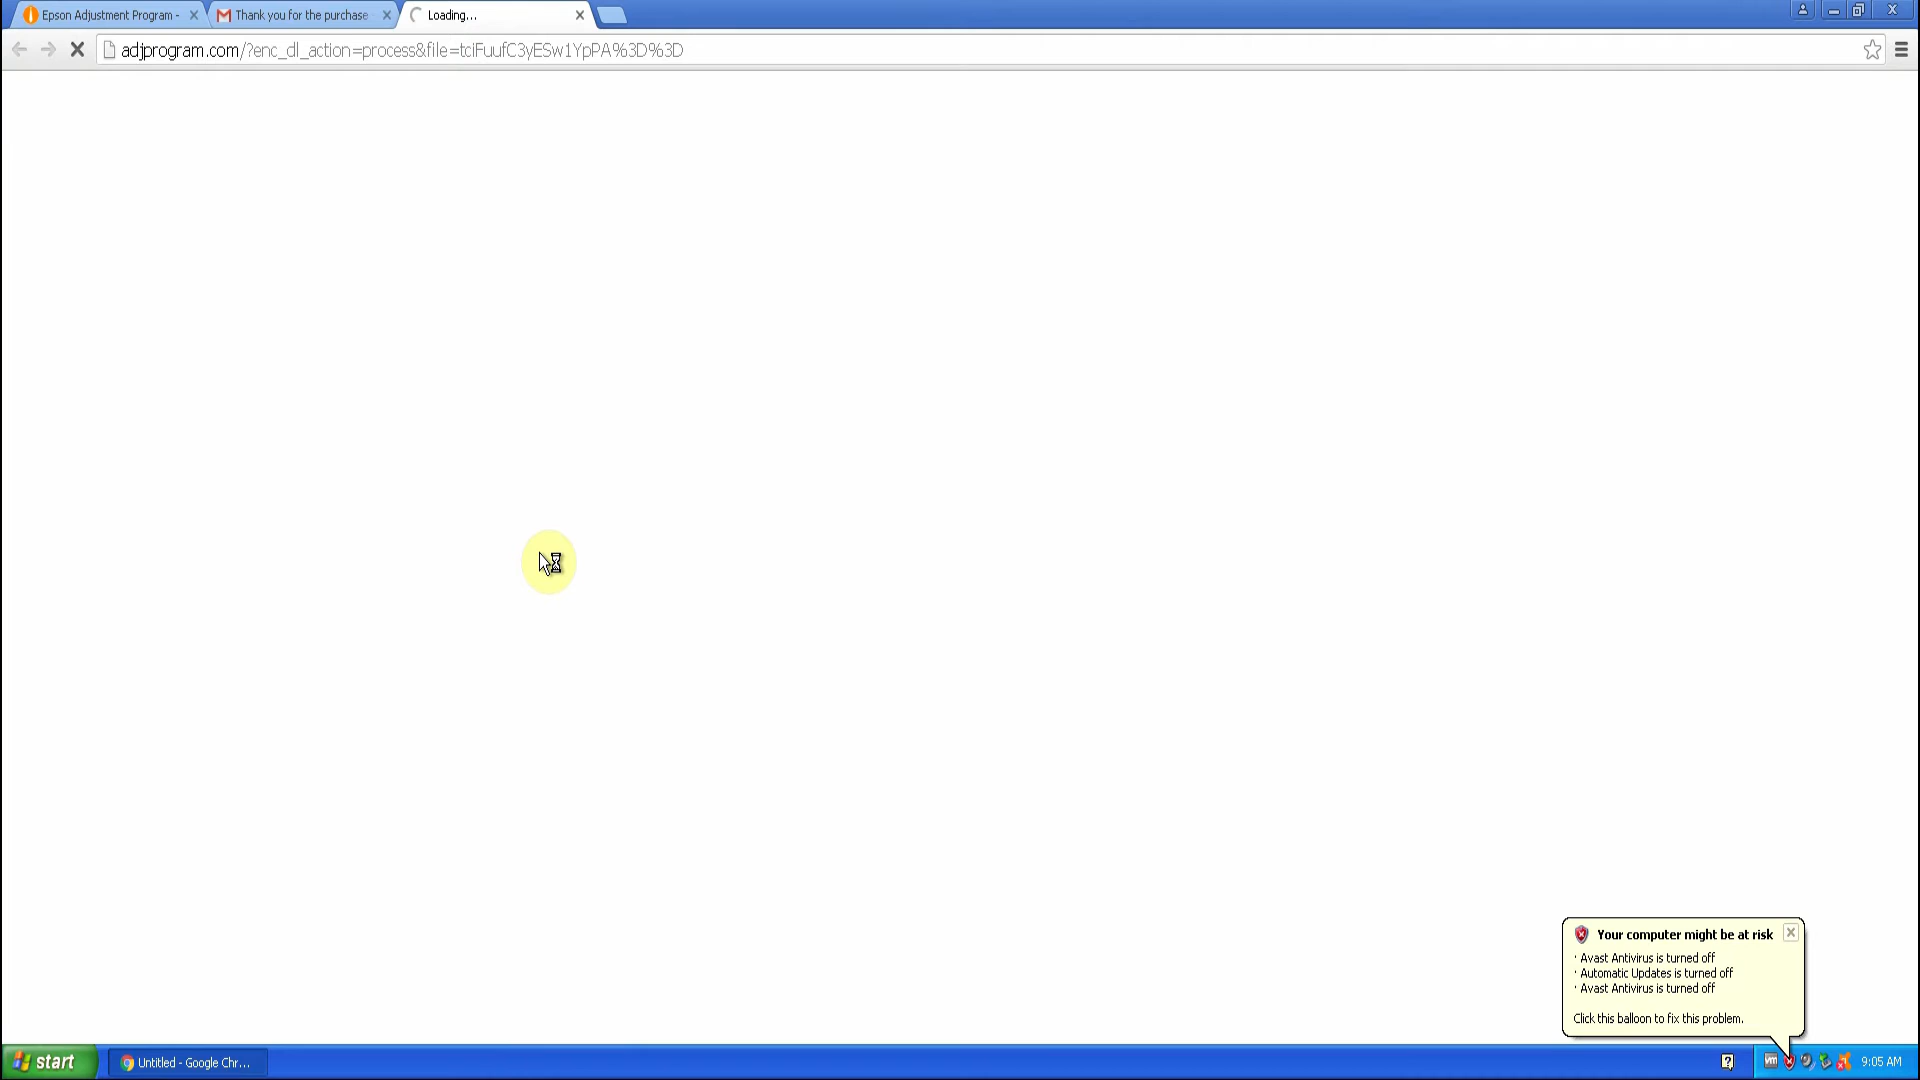 Epson Adjustment Program -
Thank you for the purchase
Loading...
adjprogram.com/?enc_dl_action=process&file=tciFuufC3yESw1YpPA%3D%3D
Your computer might be at risk
· Avast Antivirus is turned off
· Automatic Updates is turned off
· Avast Antivirus is turned off
Click this balloon to fix this problem.
start
Untitled - Google Chr...
vm
9:05 AM